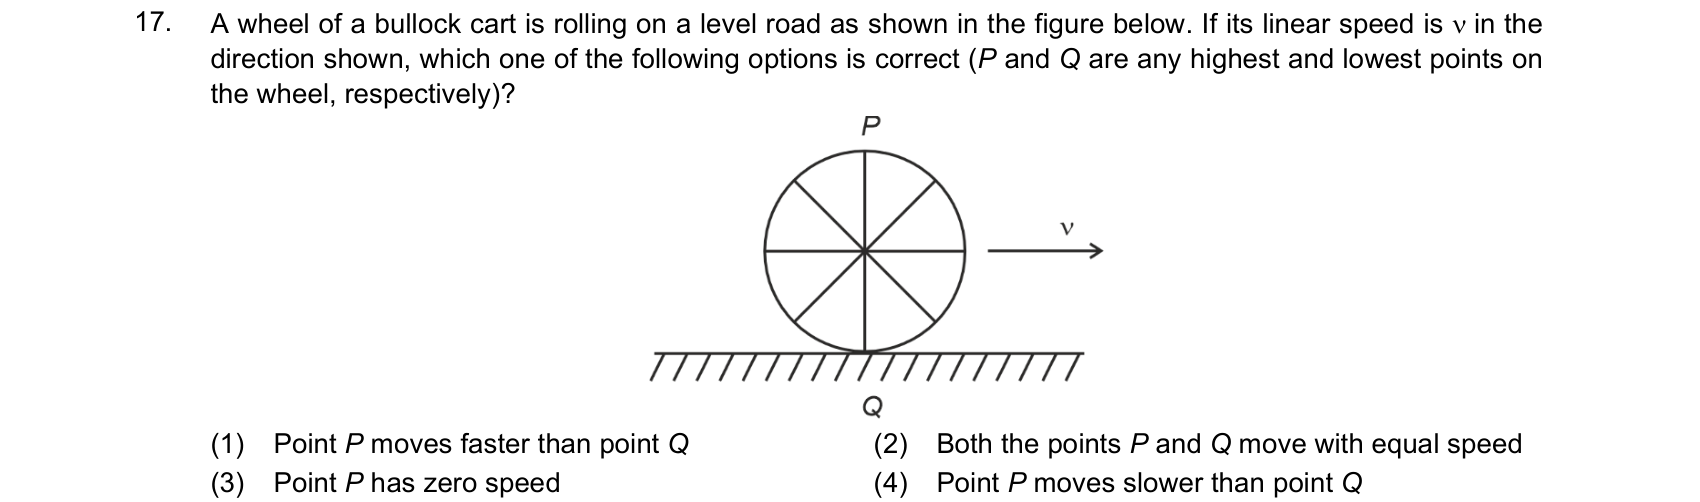 17. A wheel of a bullock cart is rolling on a level road as shown in the figure below. If its linear speed is v in the
direction shown, which one of the following options is correct (P and Q are any highest and lowest points on
the wheel, respectively)?
P
v
Q
(1) Point P moves faster than point Q (2) Both the points P and Q move with equal speed
(3) Point P has zero speed (4) Point P moves slower than point Q